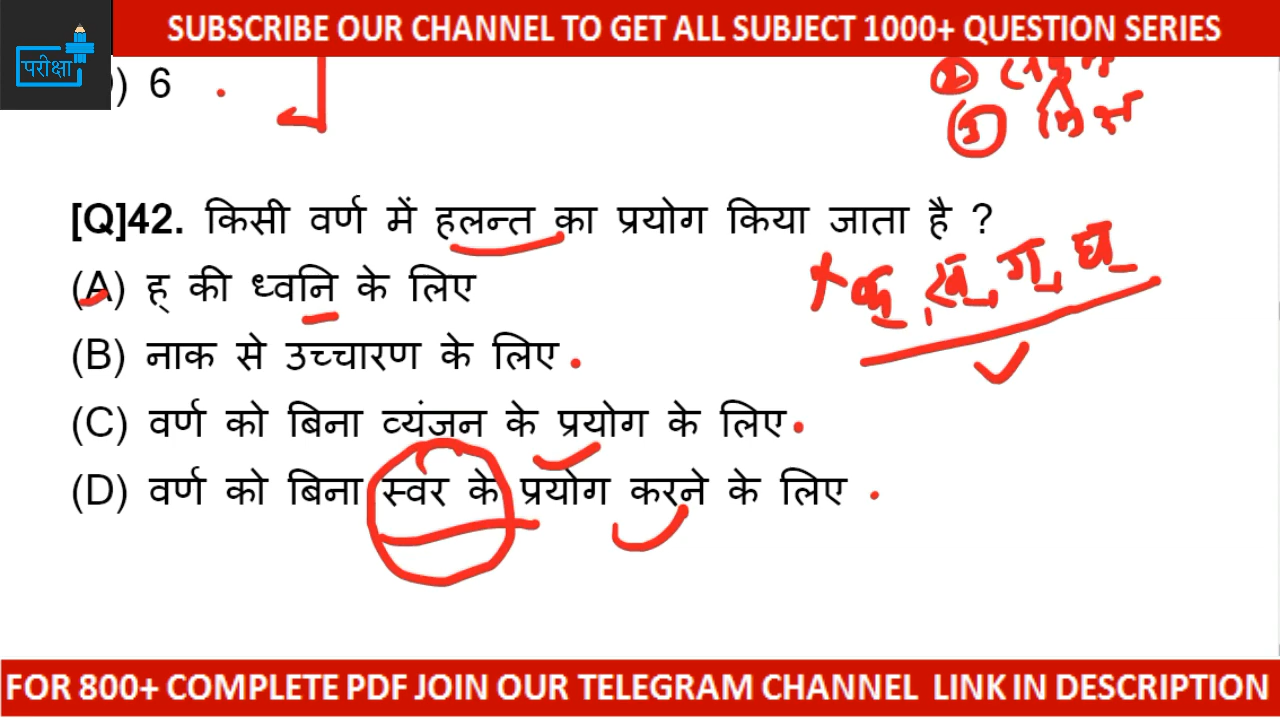 SUBSCRIBE OUR CHANNEL TO GET ALL SUBJECT 1000+ QUESTION SERIES
परीक्षा
) 6
[Q]42. किसी वर्ण में हलन्त का प्रयोग किया जाता है ?
(A) ह् की ध्वनि के लिए
क्, ख्, ग्, घ्
(B) नाक से उच्चारण के लिए
(C) वर्ण को बिना व्यंजन के प्रयोग के लिए
(D) वर्ण को बिना स्वर के प्रयोग करने के लिए
FOR 800+ COMPLETE PDF JOIN OUR TELEGRAM CHANNEL LINK IN DESCRIPTION